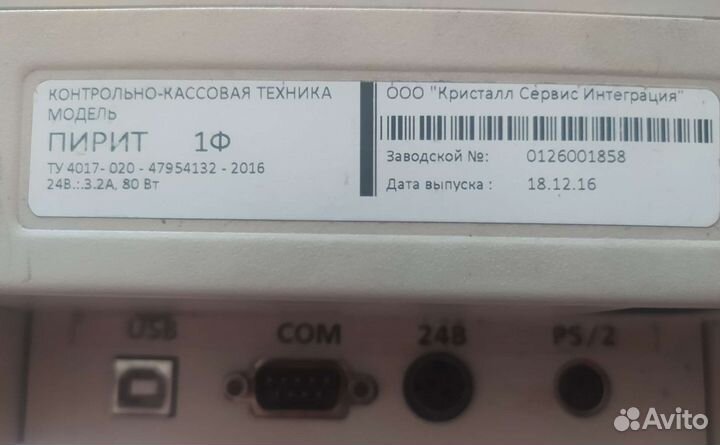 КОНТРОЛЬНО-КАССОВАЯ ТЕХНИКА
МОДЕЛЬ
ПИРИТ 1Ф
ТУ 4017- 020 - 47954132 - 2016
24В.:.3.2А, 80 Вт
ООО "Кристалл Сервис Интеграция"
Заводской №: 0126001858
Дата выпуска : 18.12.16
USB COM 24В PS/2
Avito